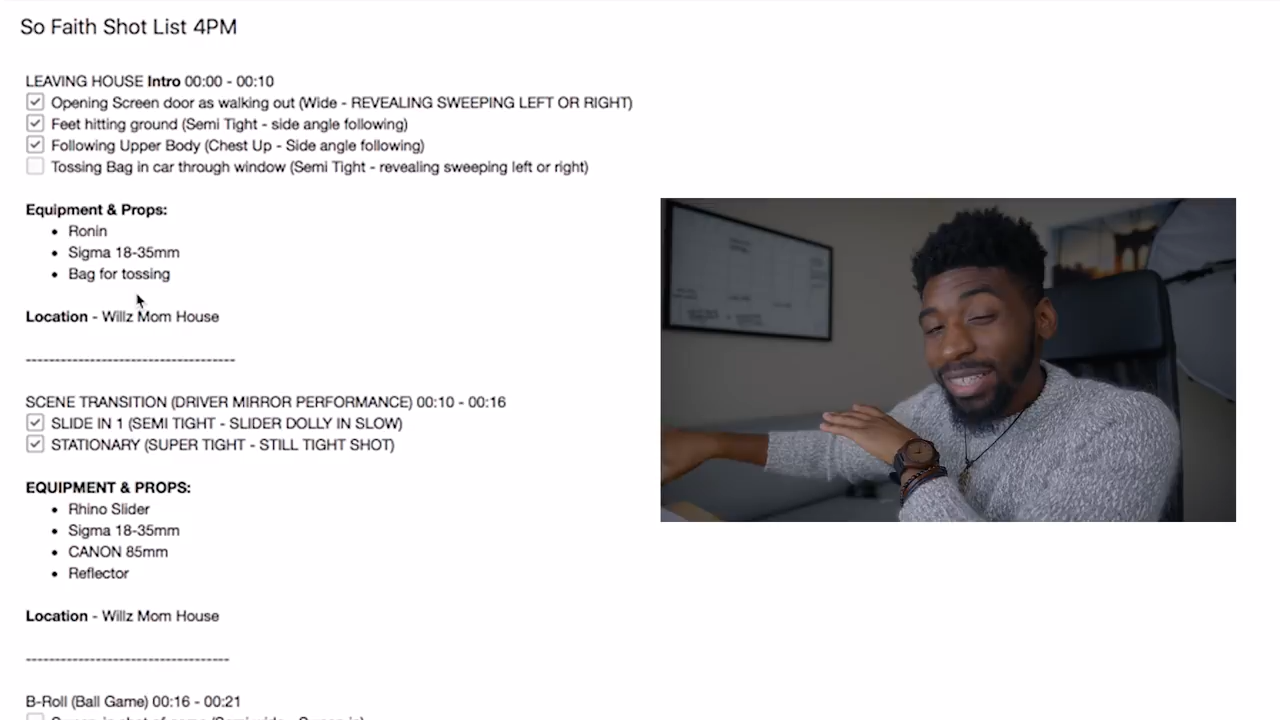 So Faith Shot List 4PM
LEAVING HOUSE Intro 00:00 - 00:10
Opening Screen door as walking out (Wide - REVEALING SWEEPING LEFT OR RIGHT)
Feet hitting ground (Semi Tight - side angle following)
Following Upper Body (Chest Up - Side angle following)
Tossing Bag in car through window (Semi Tight - revealing sweeping left or right)
Equipment & Props:
Ronin
Sigma 18-35mm
Bag for tossing
Location - Willz Mom House
------------------------------------
SCENE TRANSITION (DRIVER MIRROR PERFORMANCE) 00:10 - 00:16
SLIDE IN 1 (SEMI TIGHT - SLIDER DOLLY IN SLOW)
STATIONARY (SUPER TIGHT - STILL TIGHT SHOT)
EQUIPMENT & PROPS:
Rhino Slider
Sigma 18-35mm
CANON 85mm
Reflector
Location - Willz Mom House
-----------------------------------
B-Roll (Ball Game) 00:16 - 00:21